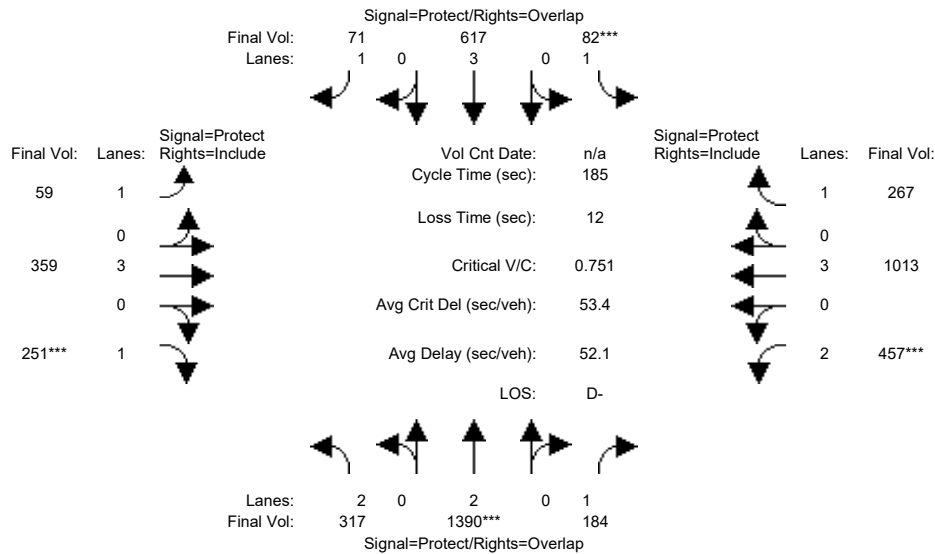 Signal=Protect/Rights=Overlap
Final Vol: 71 617 82***
Lanes: 1 0 3 0 1
Signal=Protect Signal=Protect
Final Vol: Lanes: Rights=Include Vol Cnt Date: n/a Rights=Include Lanes: Final Vol:
Cycle Time (sec): 185
59 1 1 267
Loss Time (sec): 12
0 0
359 3 Critical V/C: 0.751 3 1013
0 Avg Crit Del (sec/veh): 53.4 0
251*** 1 Avg Delay (sec/veh): 52.1 2 457***
LOS: D-
Lanes: 2 0 2 0 1
Final Vol: 317 1390*** 184
Signal=Protect/Rights=Overlap